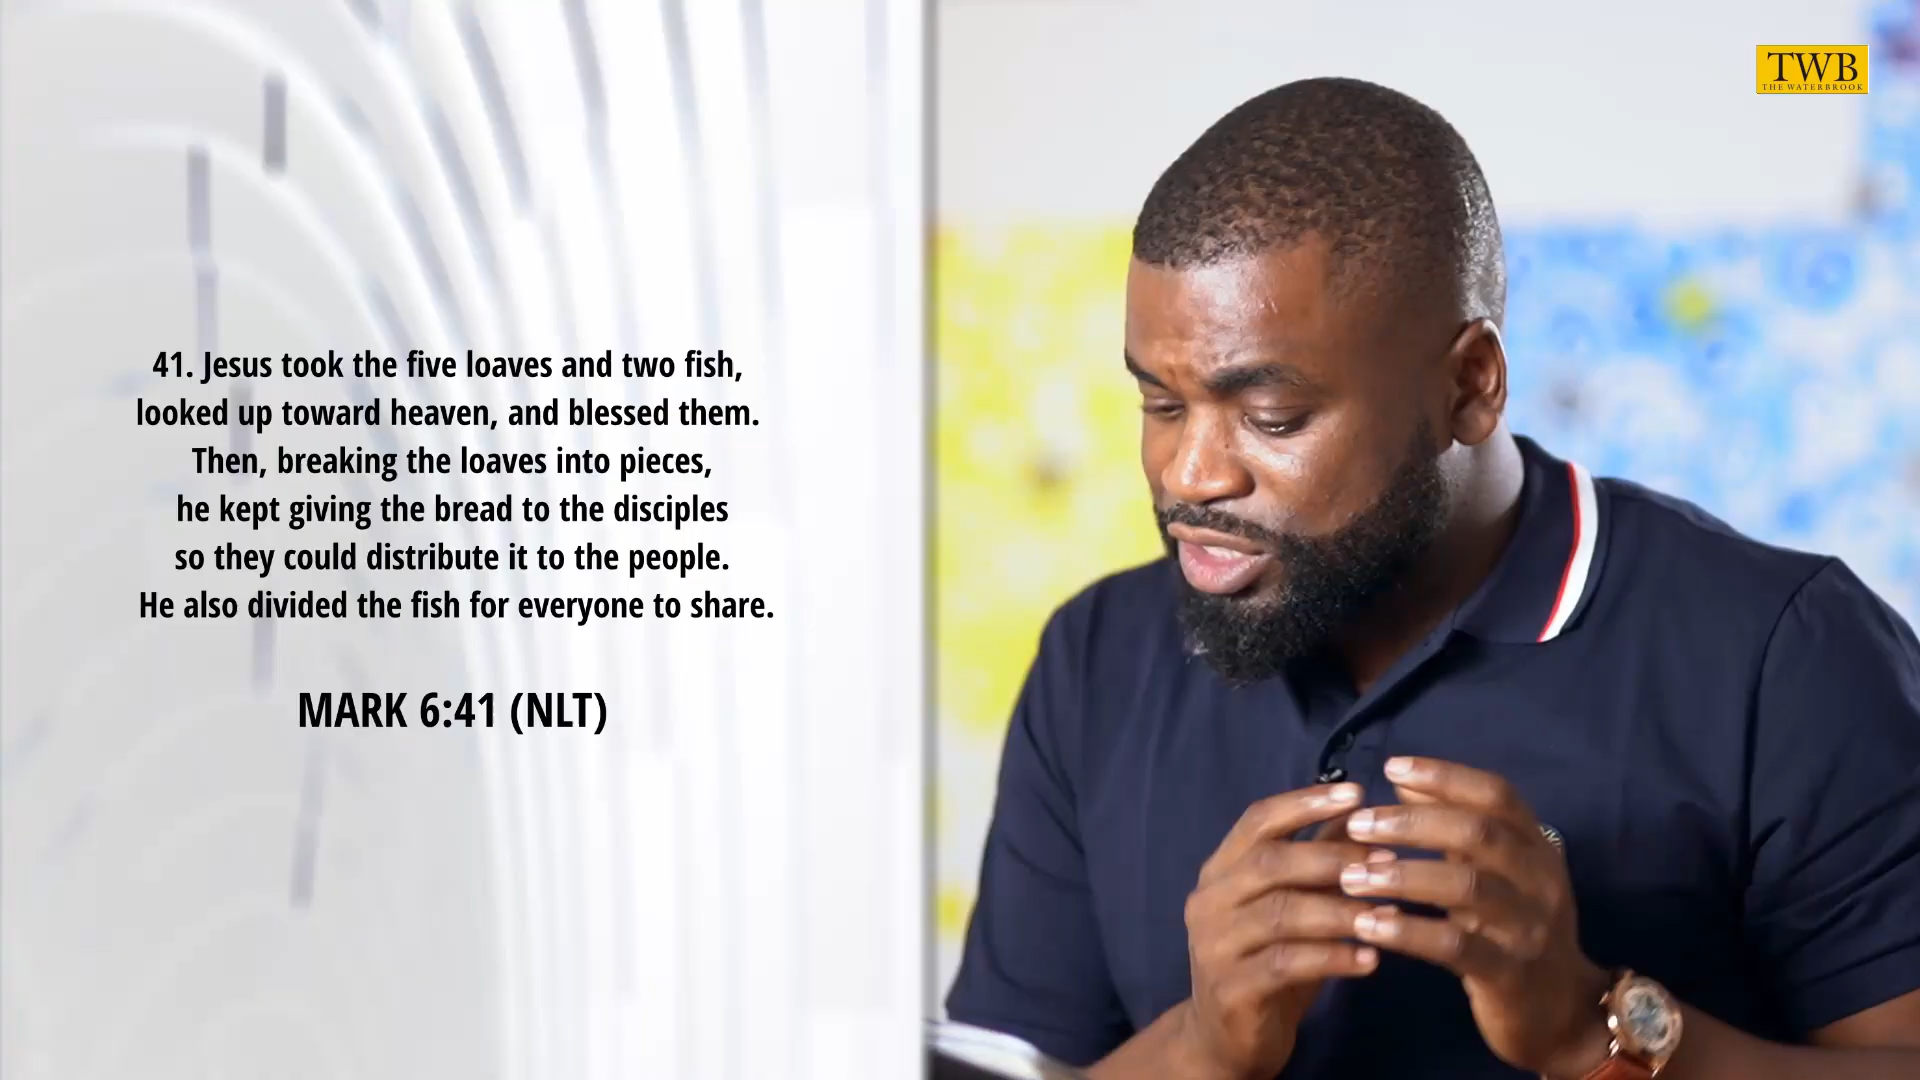 41. Jesus took the five loaves and two fish,
looked up toward heaven, and blessed them.
Then, breaking the loaves into pieces,
he kept giving the bread to the disciples
so they could distribute it to the people.
He also divided the fish for everyone to share.
MARK 6:41 (NLT)
TWB
THE WATERBROOK